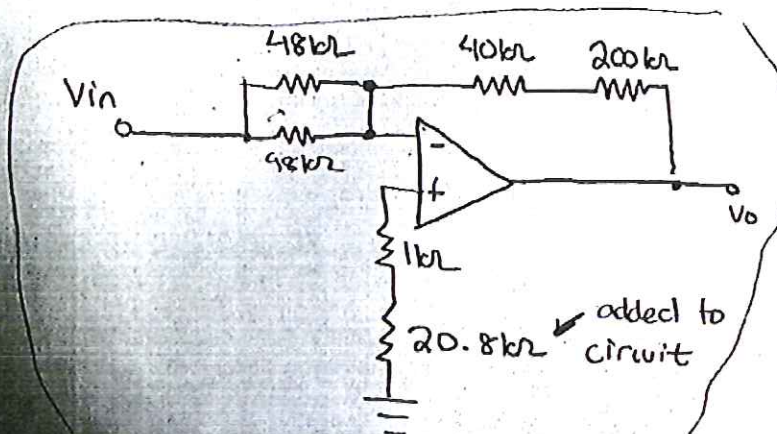 48kΩ 40kΩ 200kΩ
Vin
98kΩ
-
+
Vo
1kΩ
20.8kΩ added to
circuit